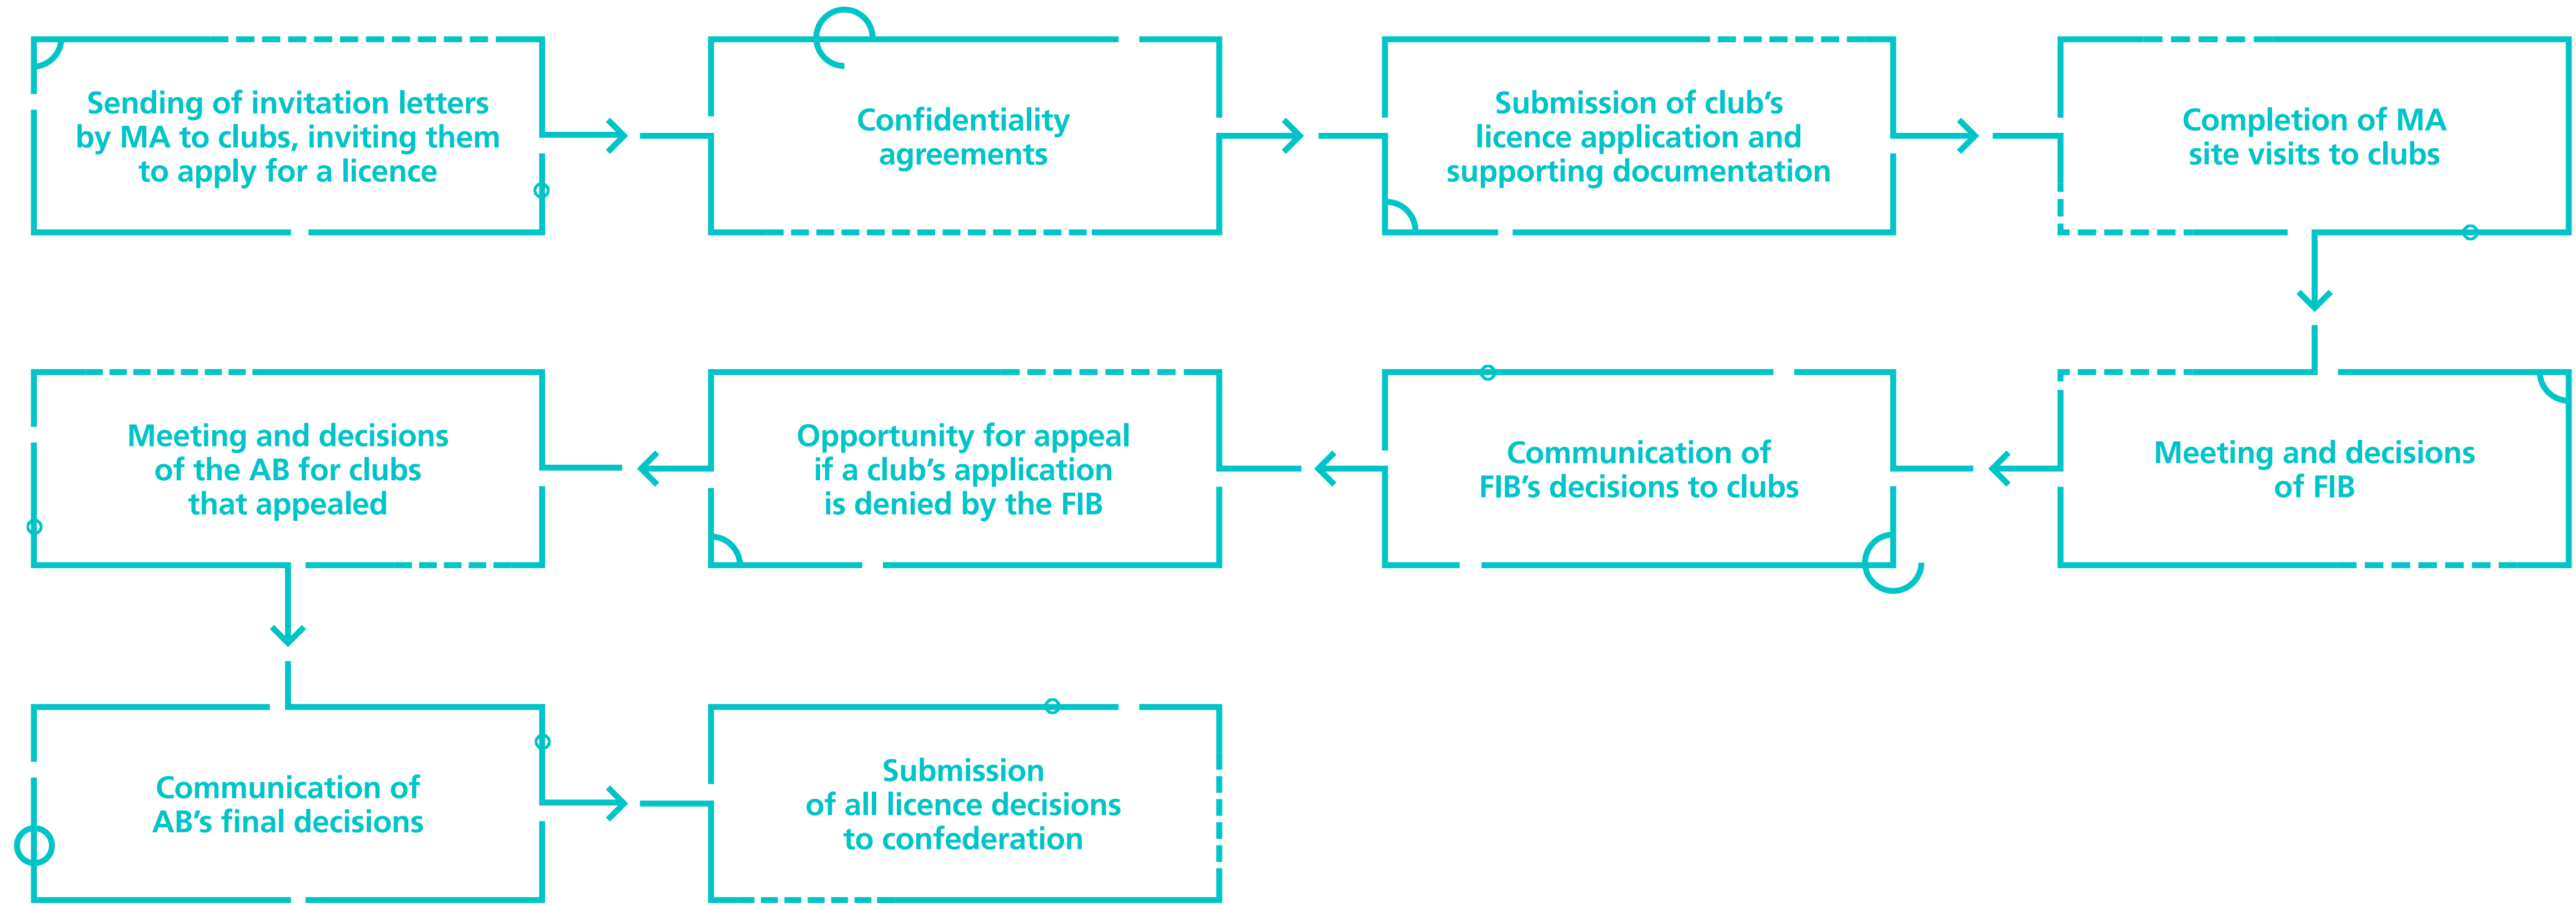 Sending of invitation letters
by MA to clubs, inviting them
to apply for a licence
Confidentiality
agreements
Submission of club’s
licence application and
supporting documentation
Completion of MA
site visits to clubs
Meeting and decisions
of FIB
Communication of
FIB’s decisions to clubs
Opportunity for appeal
if a club’s application
is denied by the FIB
Meeting and decisions
of the AB for clubs
that appealed
Communication of
AB’s final decisions
Submission
of all licence decisions
to confederation